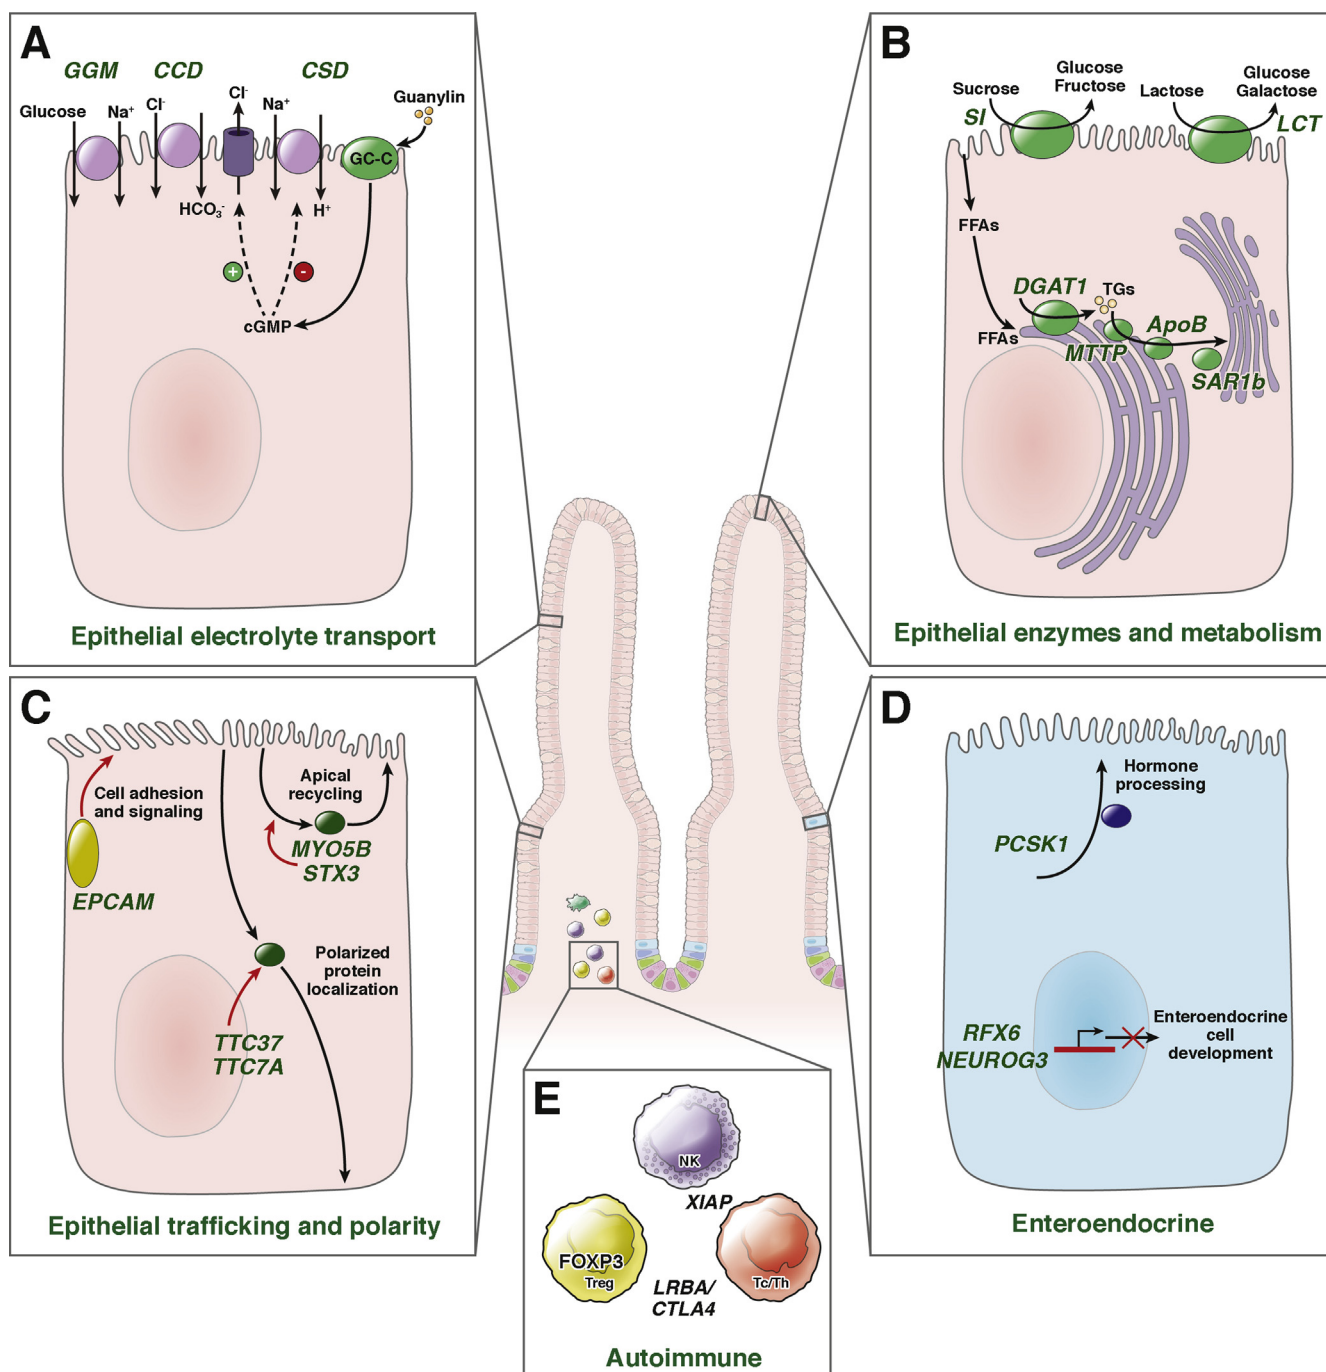 A
GGM
CCD
CSD
Glucose
Na+
Cl-
Cl-
Na+
Guanylin
GC-C
HCO3-
H+
+
-
cGMP
Epithelial electrolyte transport
B
Sucrose
Glucose
Fructose
Lactose
Glucose
Galactose
SI
LCT
FFAs
DGAT1
TGs
FFAs
MTTP
ApoB
SAR1b
Epithelial enzymes and metabolism
C
Cell adhesion
and signaling
Apical
recycling
MYO5B
STX3
EPCAM
Polarized
protein
localization
TTC37
TTC7A
Epithelial trafficking and polarity
D
Hormone
processing
PCSK1
RFX6
NEUROG3
Enteroendocrine
cell
development
Enteroendocrine
E
NK
XIAP
FOXP3
Treg
Tc/Th
LRBA/
CTLA4
Autoimmune